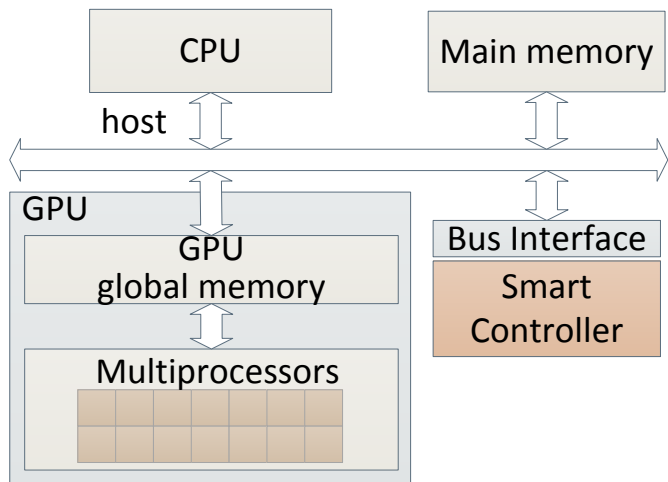 CPU
Main memory
host
GPU
GPU
global memory
Multiprocessors
Bus Interface
Smart
Controller